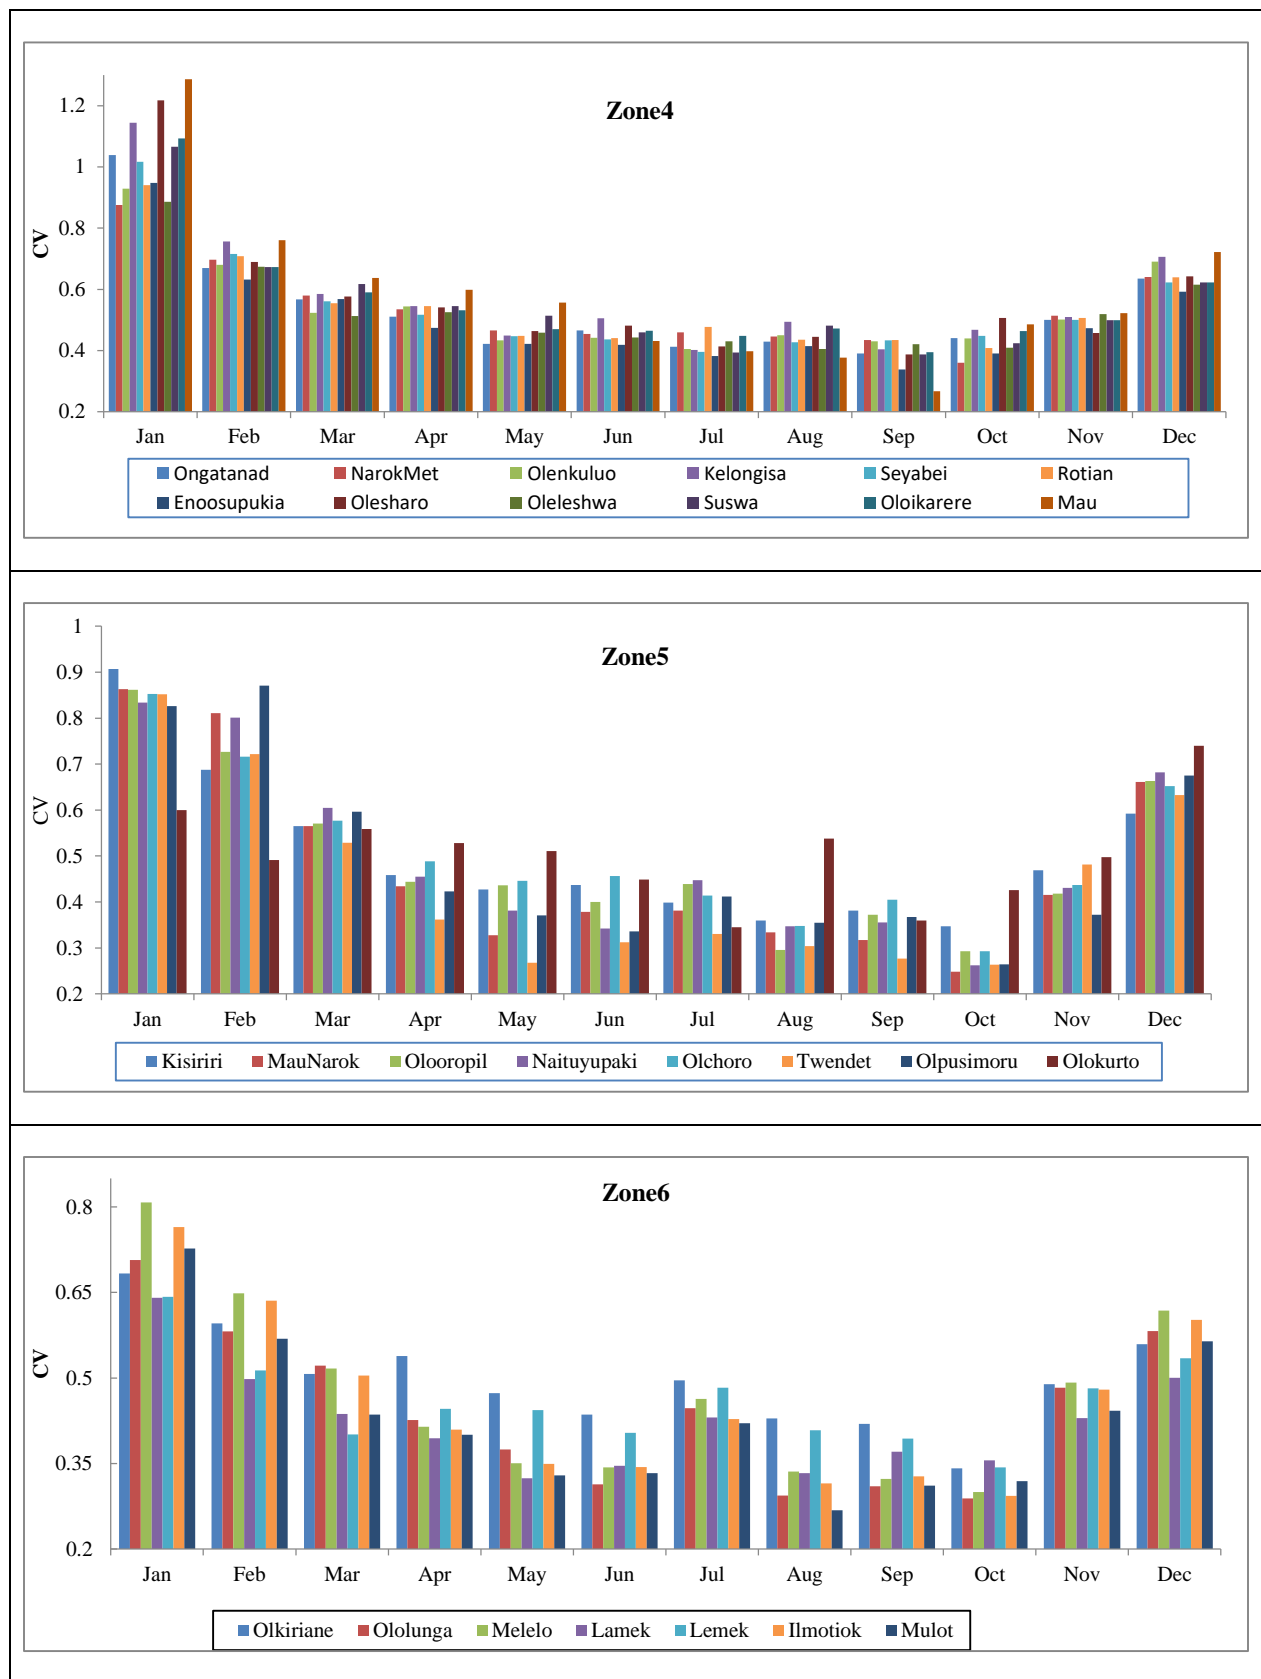 Zone4
1.2
1
0.8
0.6
0.4
0.2
CV
Jan Feb Mar Apr May Jun Jul Aug Sep Oct Nov Dec
Ongatanad NarokMet Olenkuluo Kelongisa Seyabei Rotian
Enoosupukia Olesharo Oleleshwa Suswa Oloikarere Mau
Zone5
1
0.9
0.8
0.7
0.6
0.5
0.4
0.3
0.2
CV
Jan Feb Mar Apr May Jun Jul Aug Sep Oct Nov Dec
Kisiriri MauNarok Olooropil Naituyupaki Olchoro Twendet Olpusimoru Olokurto
Zone6
0.8
0.65
0.5
0.35
0.2
CV
Jan Feb Mar Apr May Jun Jul Aug Sep Oct Nov Dec
Olkiriane Ololunga Melelo Lamek Lemek Ilmotiok Mulot